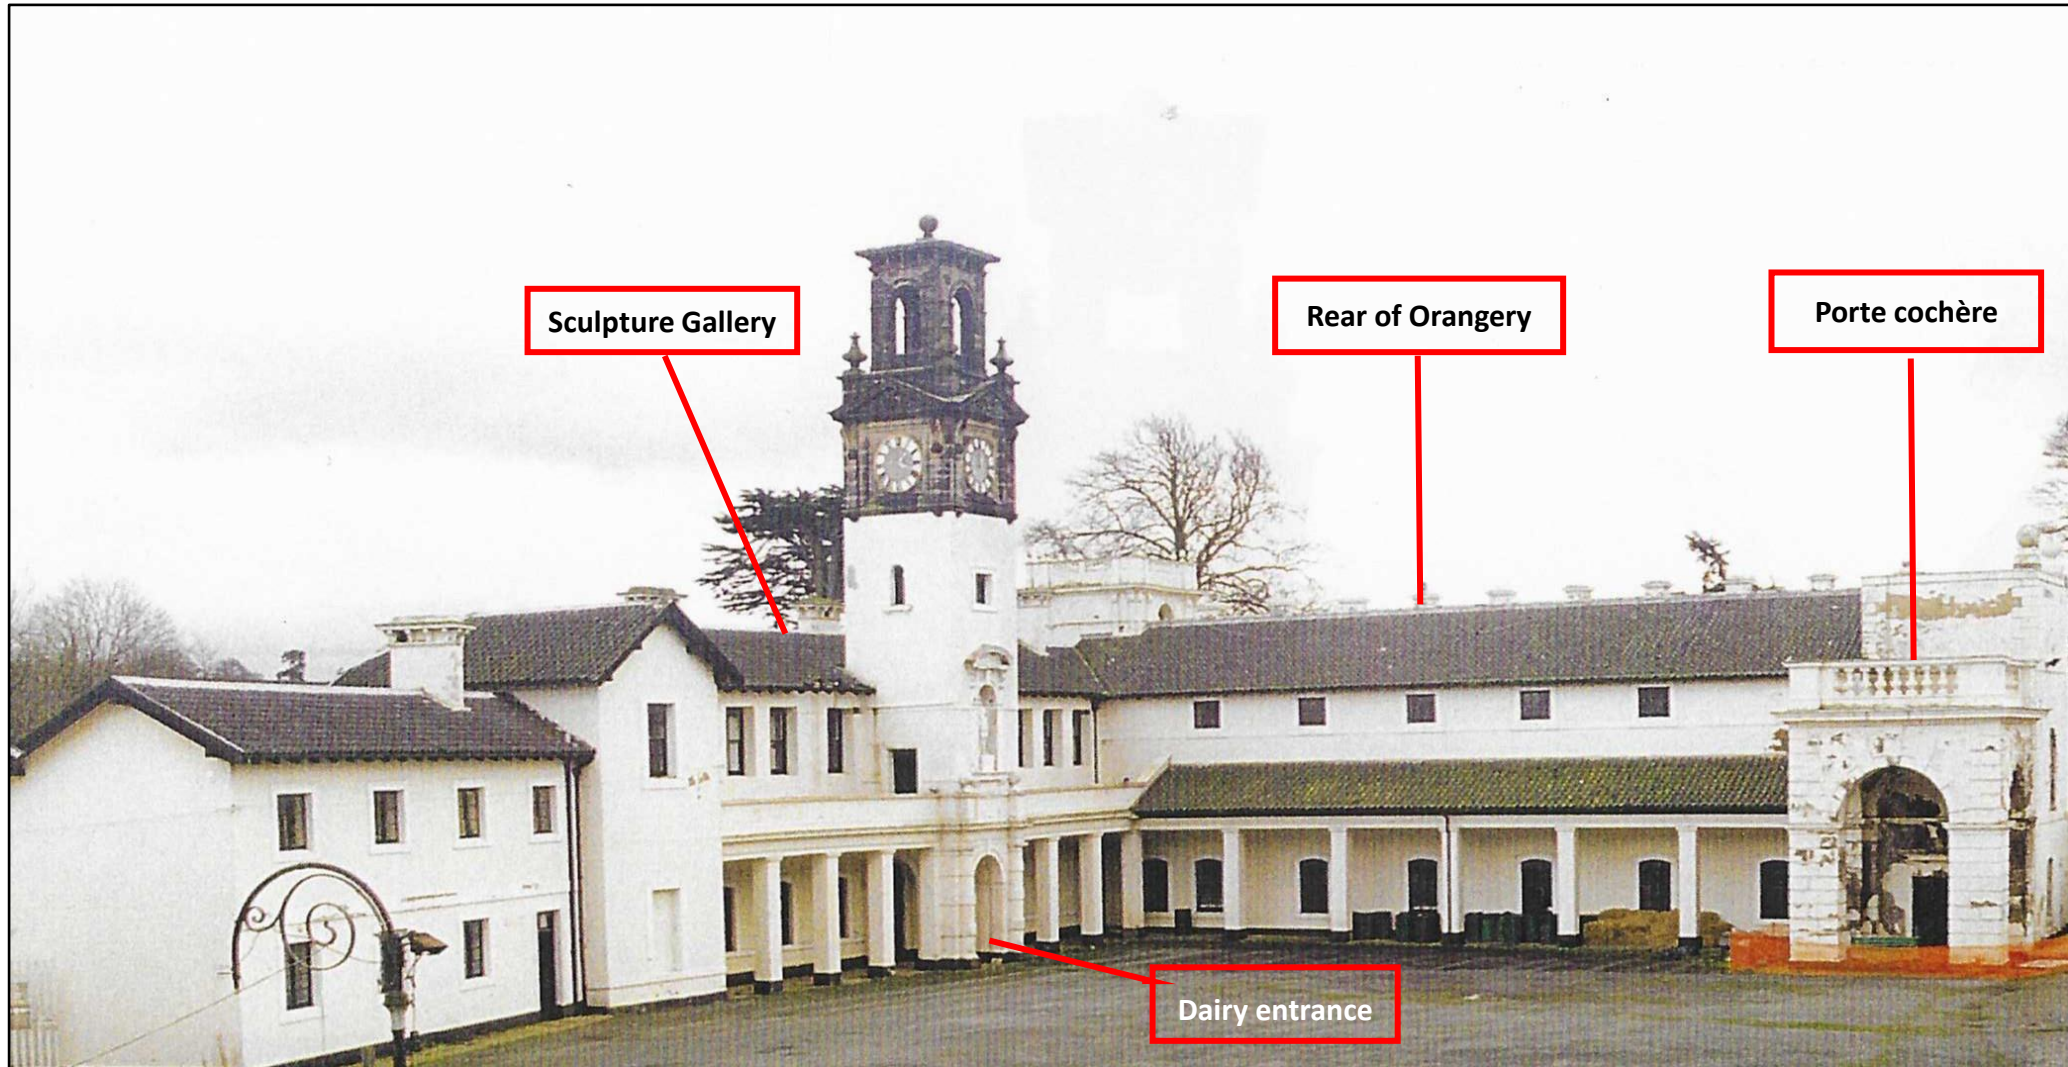 Sculpture Gallery
Rear of Orangery
Porte cochère
Dairy entrance